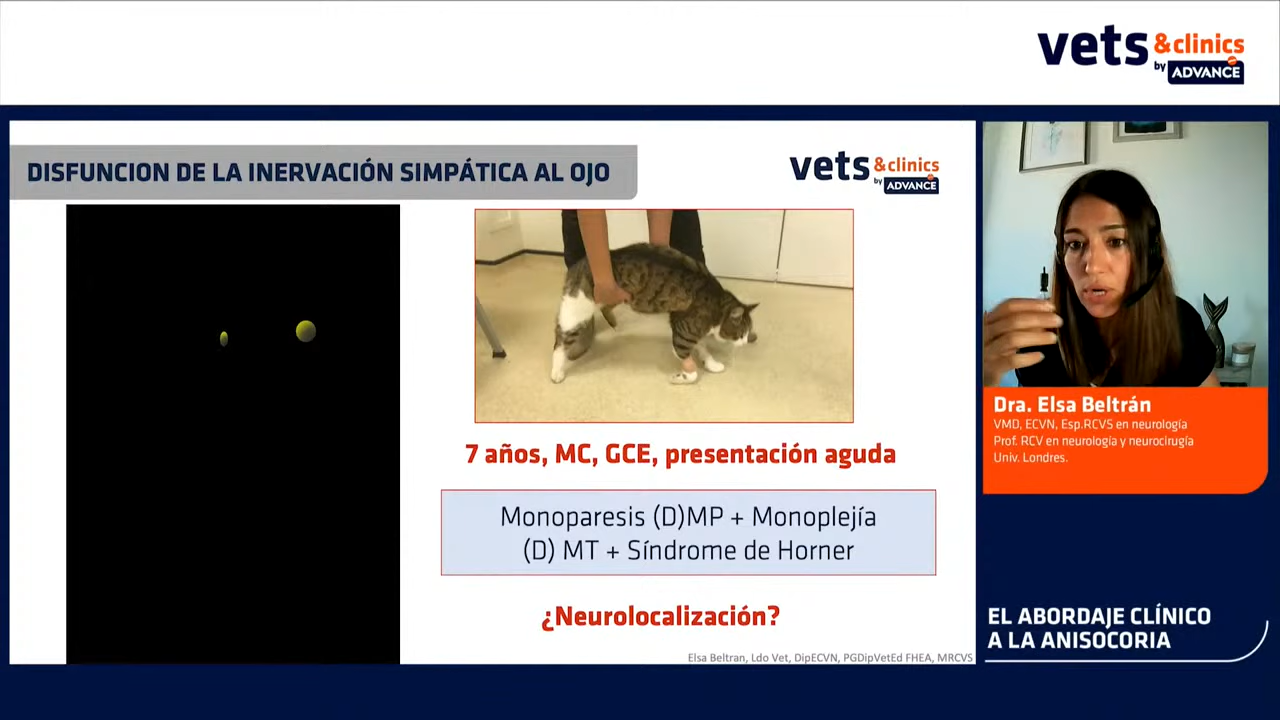 vets &clinics
by ADVANCE
DISFUNCION DE LA INERVACIÓN SIMPÁTICA AL OJO
vets &clinics
by ADVANCE
7 años, MC, GCE, presentación aguda
Monoparesis (D)MP + Monoplejía
(D) MT + Síndrome de Horner
¿Neurolocalización?
Elsa Beltran, Ldo Vet, DipECVN, PGDipVetEd FHEA, MRCVS
Dra. Elsa Beltrán
VMD, ECVN, Esp.RCVS en neurología
Prof. RCV en neurología y neurocirugía
Univ. Londres.
EL ABORDAJE CLÍNICO
A LA ANISOCORIA